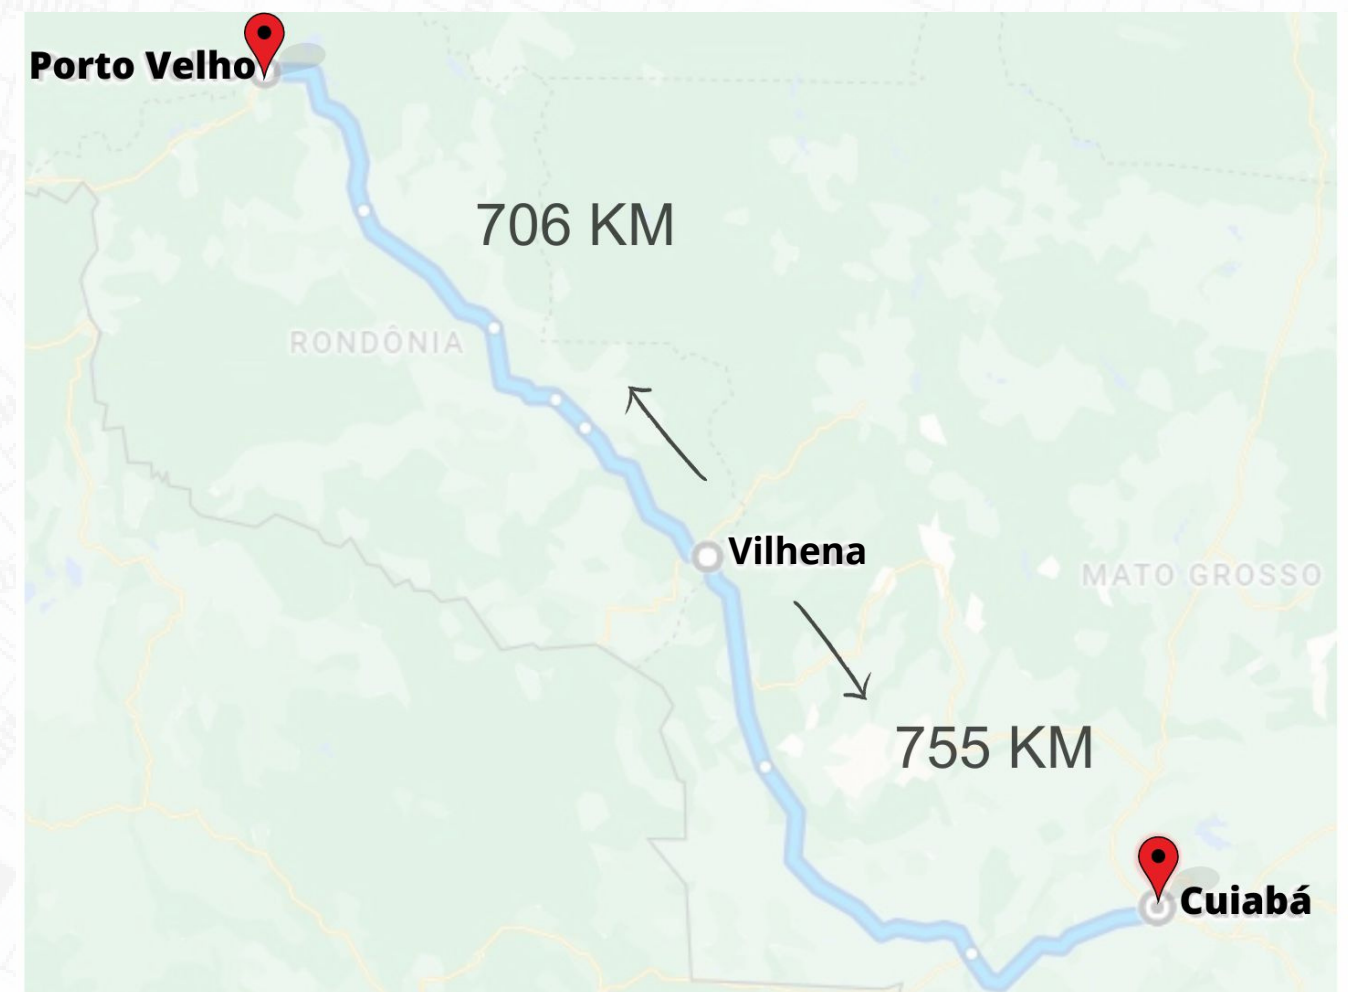 Porto Velho
706 KM
RONDÔNIA
Vilhena
MATO GROSSO
755 KM
Cuiabá